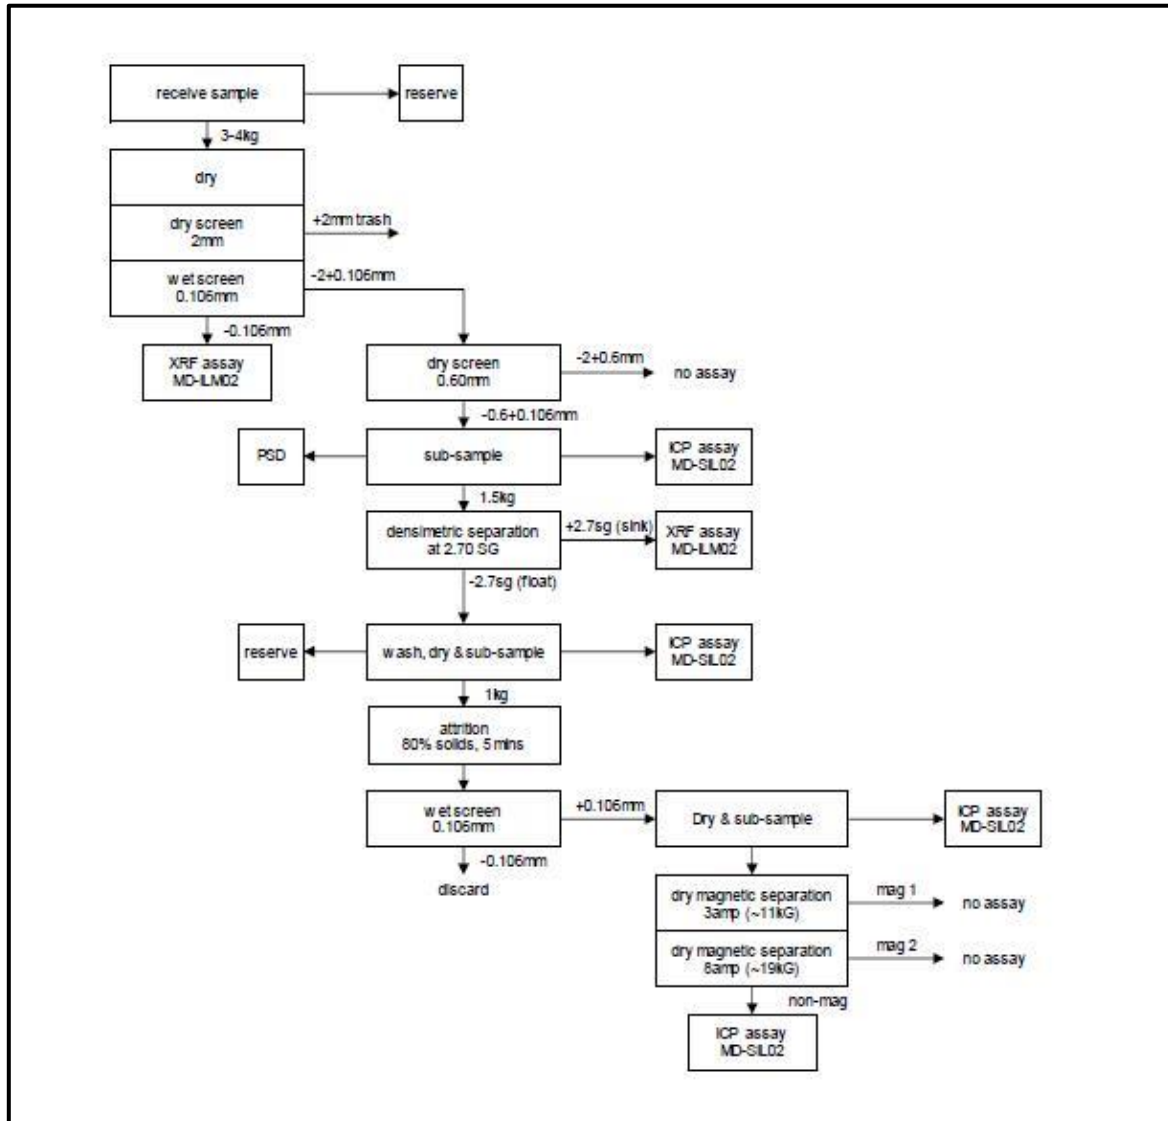 receive sample
reserve
3-4kg
dry
dry screen
2mm
+2mm trash
wet screen
0.106mm
-2+0.106mm
-0.106mm
XRF assay
MD-ILM02
dry screen
0.60mm
-2+0.6mm
no assay
-0.6+0.106mm
PSD
sub-sample
ICP assay
MD-SIL02
1.5kg
densimetric separation
at 2.70 SG
+2.7sg (sink)
XRF assay
MD-ILM02
-2.7sg (float)
reserve
wash, dry & sub-sample
ICP assay
MD-SIL02
1kg
attrition
80% solids, 5 mins
wet screen
0.106mm
+0.106mm
Dry & sub-sample
ICP assay
MD-SIL02
-0.106mm
discard
dry magnetic separation
3amp (~11kG)
mag 1
no assay
dry magnetic separation
8amp (~19kG)
mag 2
no assay
non-mag
ICP assay
MD-SIL02